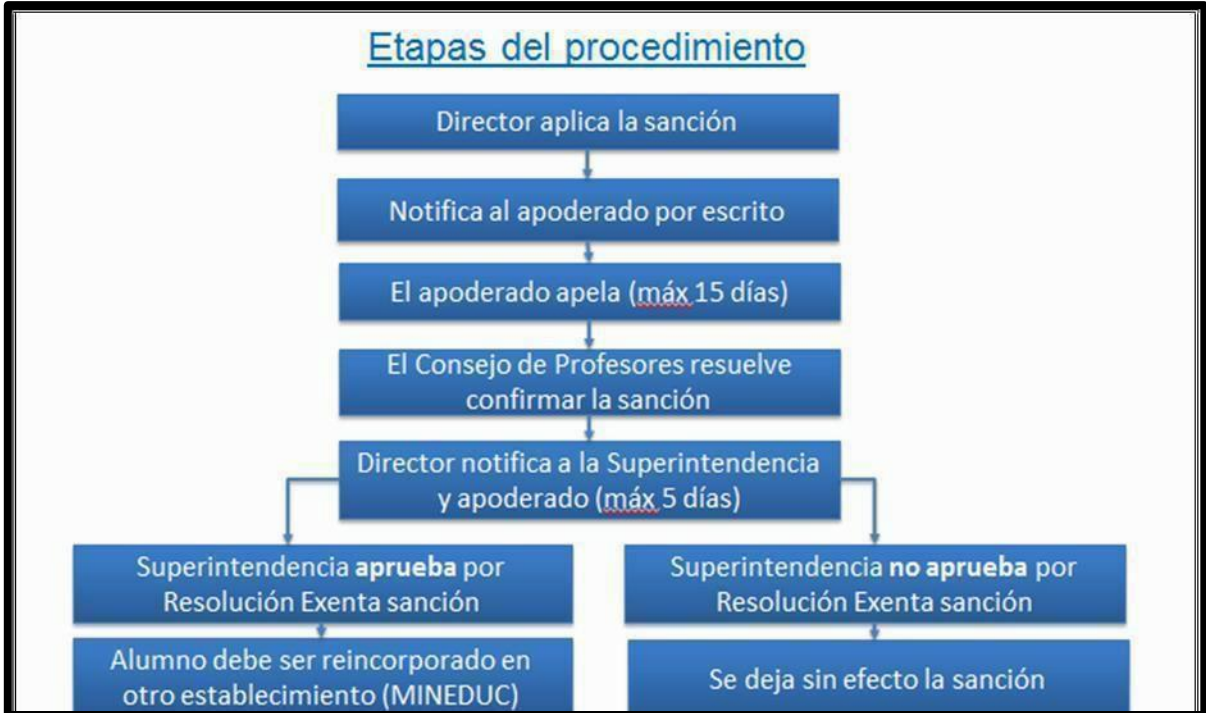 Etapas del procedimiento
Director aplica la sanción
Notifica al apoderado por escrito
El apoderado apela (máx 15 días)
El Consejo de Profesores resuelve
confirmar la sanción
Director notifica a la Superintendencia
y apoderado (máx 5 días)
Superintendencia aprueba por
Resolución Exenta sanción
Superintendencia no aprueba por
Resolución Exenta sanción
Alumno debe ser reincorporado en
otro establecimiento (MINEDUC)
Se deja sin efecto la sanción